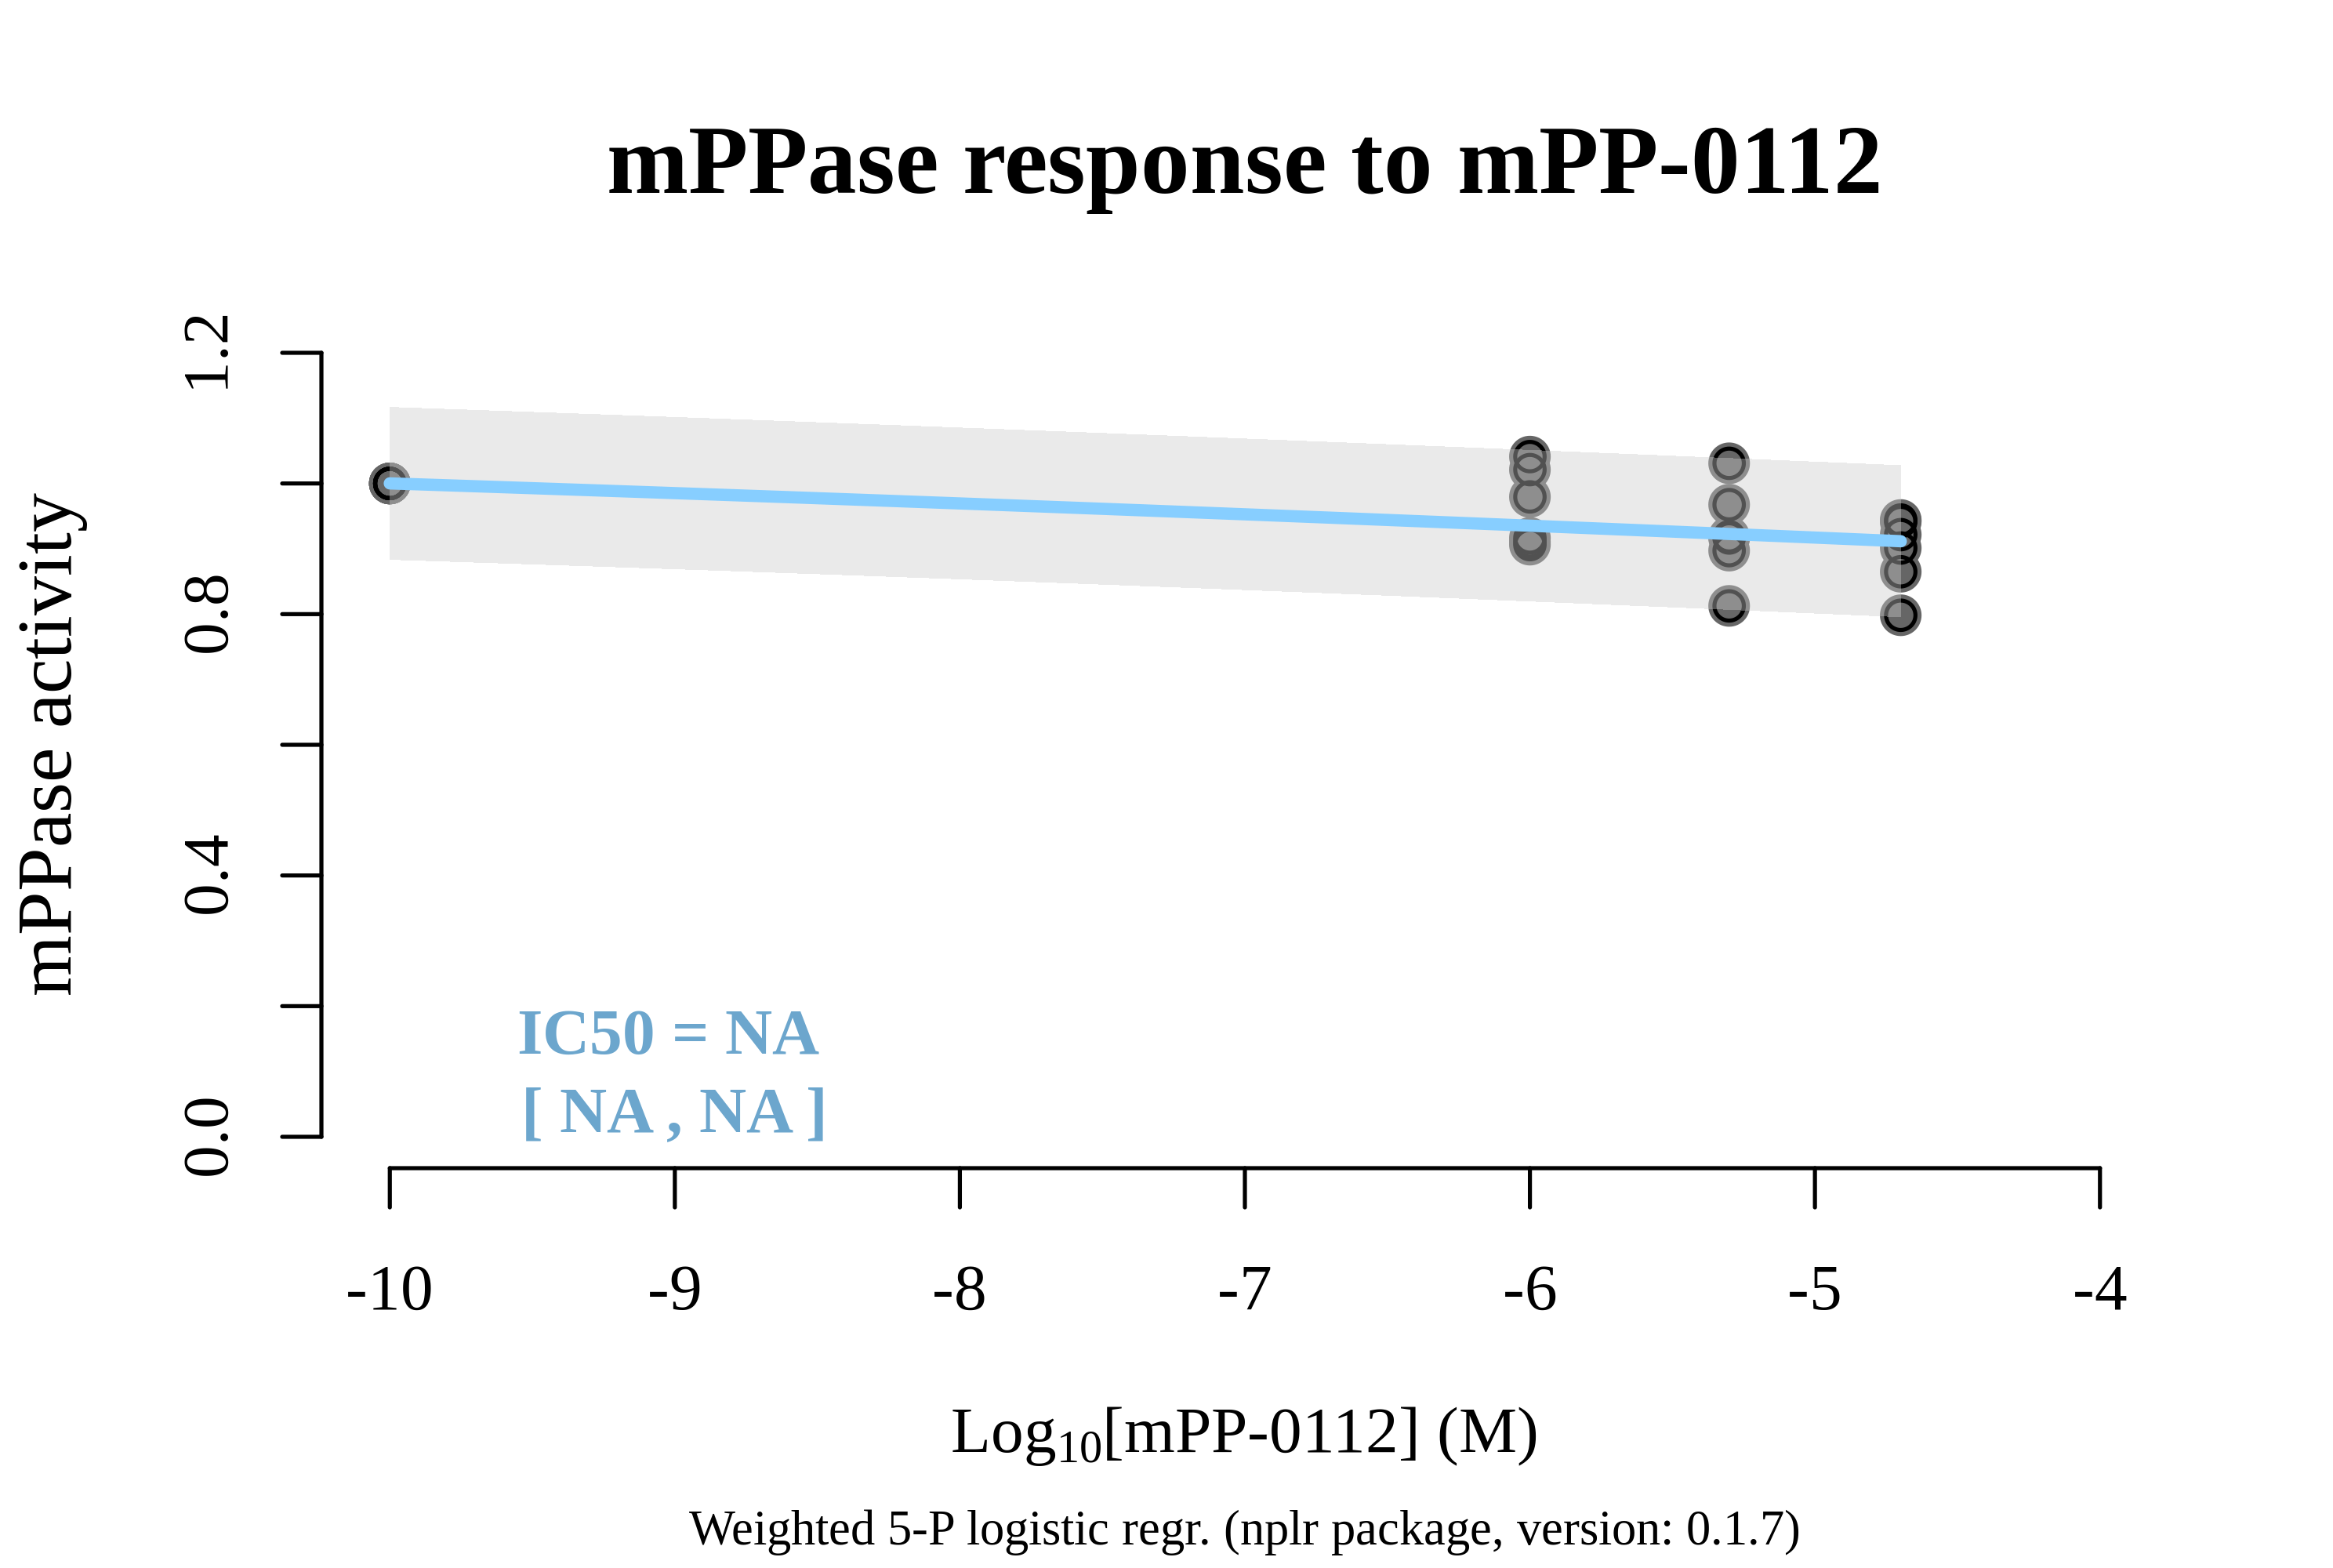 mPPase response to mPP-0112
mPPase activity
1.2
0.8
0.4
0.0
IC50 = NA
[ NA , NA ]
-10 -9 -8 -7 -6 -5 -4
Log10[mPP-0112] (M)
Weighted 5-P logistic regr. (nplr package, version: 0.1.7)